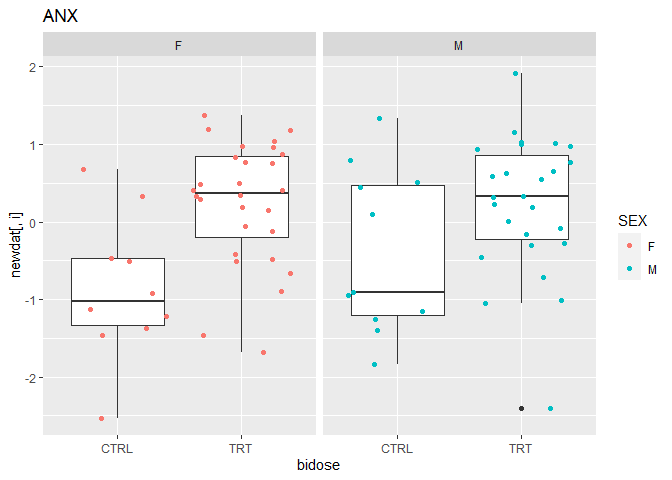 ANX
F
M
2
1
0
-1
-2
newdat[, i]
CTRL
TRT
CTRL
TRT
bidose
SEX
F
M